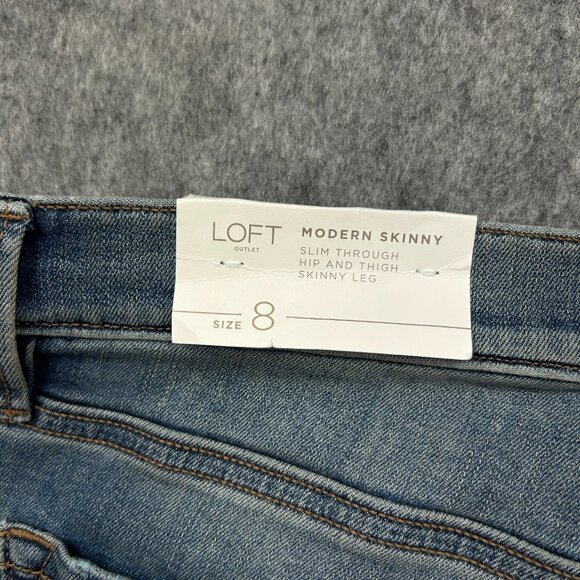 LOFT
OUTLET
MODERN SKINNY
SLIM THROUGH
HIP AND THIGH
SKINNY LEG
SIZE 8